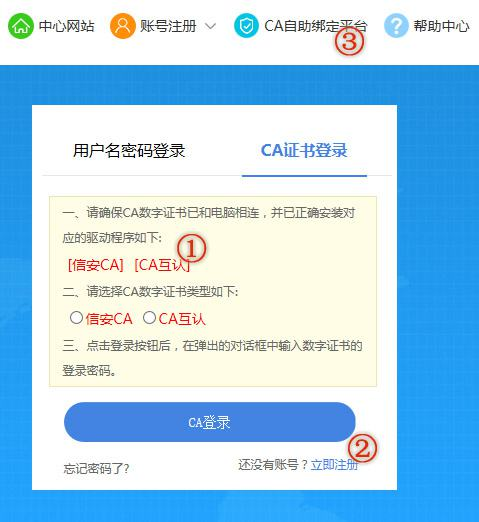 中心网站 账号注册 CA自助绑定平台 帮助中心
③
用户名密码登录 CA证书登录
一、请确保CA数字证书已和电脑相连，并已正确安装对
应的驱动程序如下:
①
[信安CA] [CA互认]
二、请选择CA数字证书类型如下:
信安CA CA互认
三、点击登录按钮后，在弹出的对话框中输入数字证书的
登录密码。
CA登录
②
忘记密码了? 还没有账号？立即注册